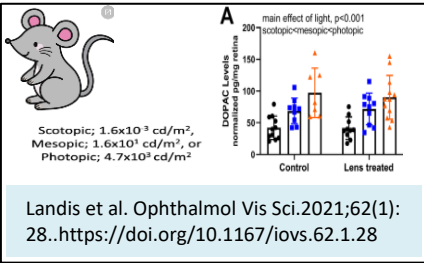 A
main effect of light, p<0.001
scotopic<mesopic<photopic
DOPAC Levels
normalized pg/mg retina
200
150
100
50
0
Control
Lens treated
Scotopic; 1.6x10-³ cd/m²,
Mesopic; 1.6x10¹ cd/m², or
Photopic; 4.7x10³ cd/m²
Landis et al. Ophthalmol Vis Sci.2021;62(1):
28..https://doi.org/10.1167/iovs.62.1.28